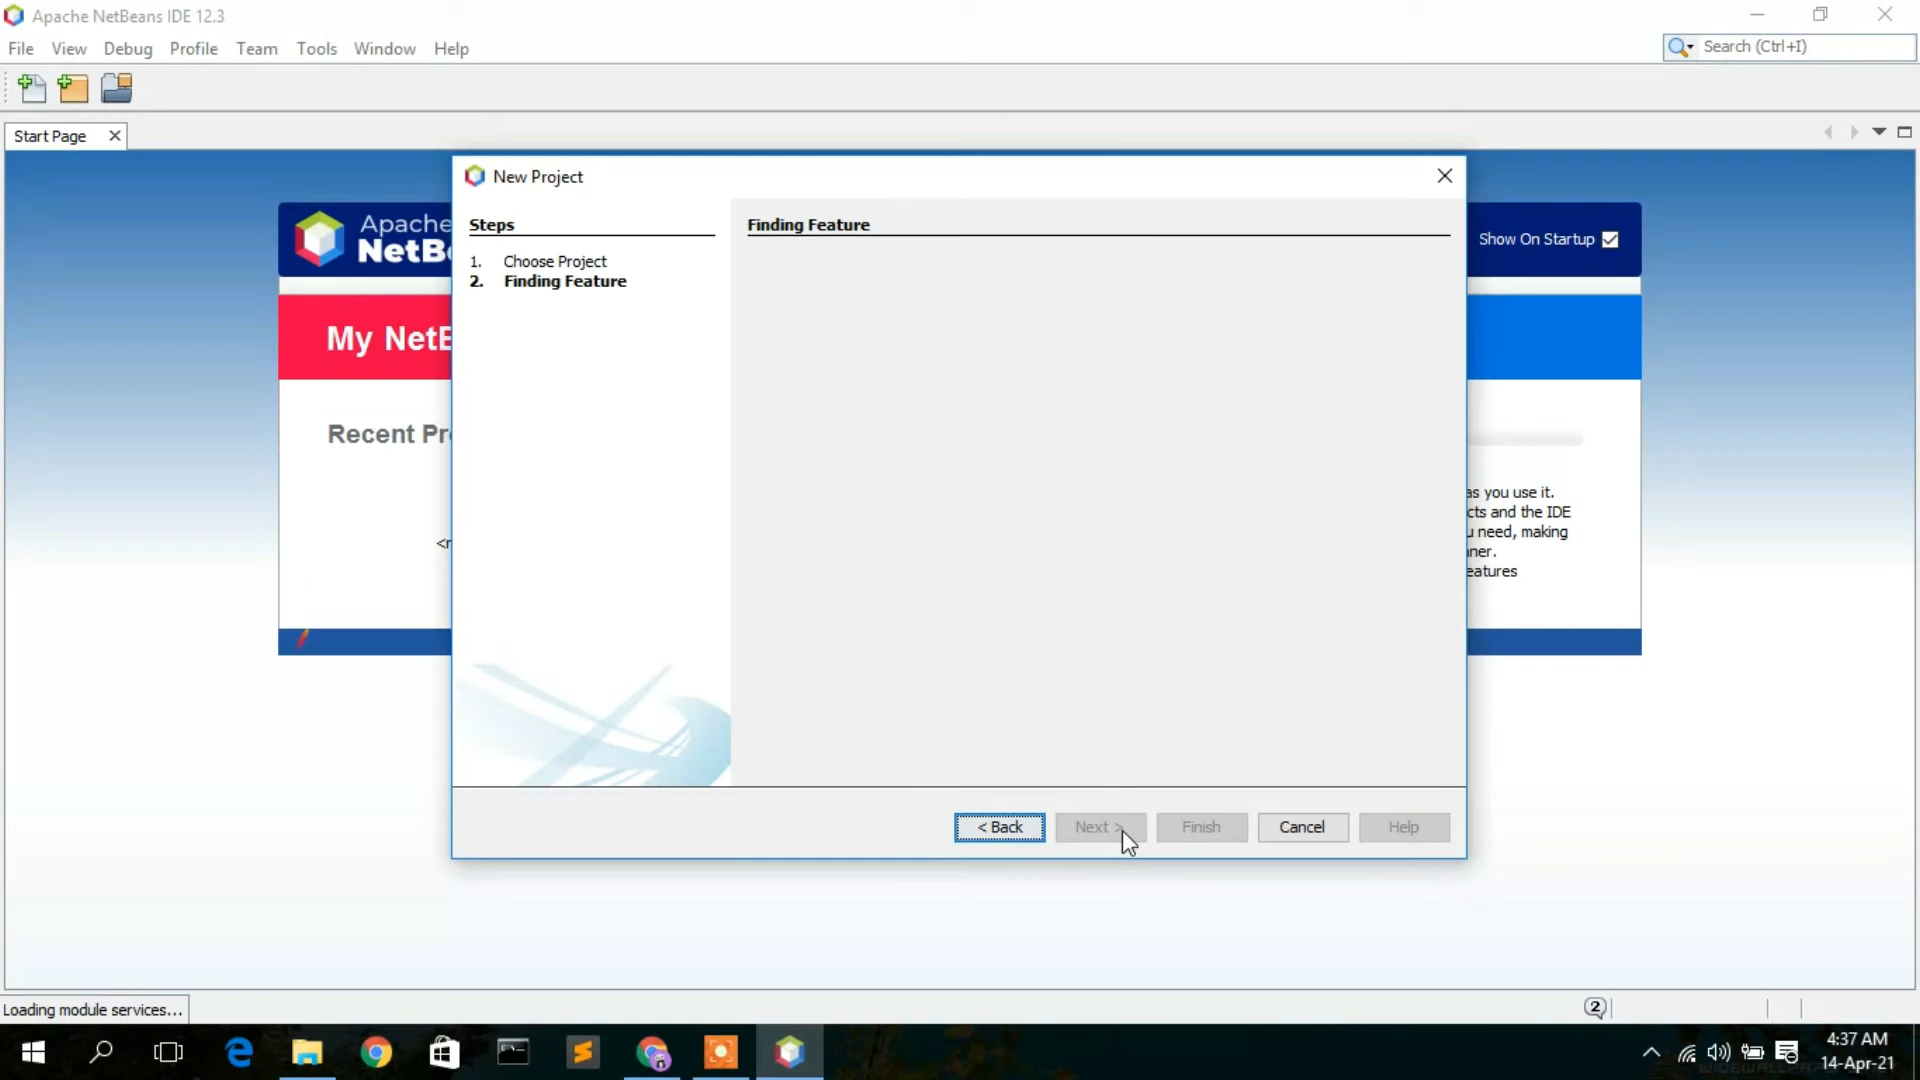 Apache NetBeans IDE 12.3
File View Debug Profile Team Tools Window Help
Search (Ctrl+I)
Start Page
New Project
Steps
1. Choose Project
2. Finding Feature
Finding Feature
Apache
NetB
Show On Startup
My NetB
Recent Pr
as you use it.
cts and the IDE
u need, making
ner.
eatures
<
< Back
Next >
Finish
Cancel
Help
Loading module services...
2
4:37 AM
14-Apr-21